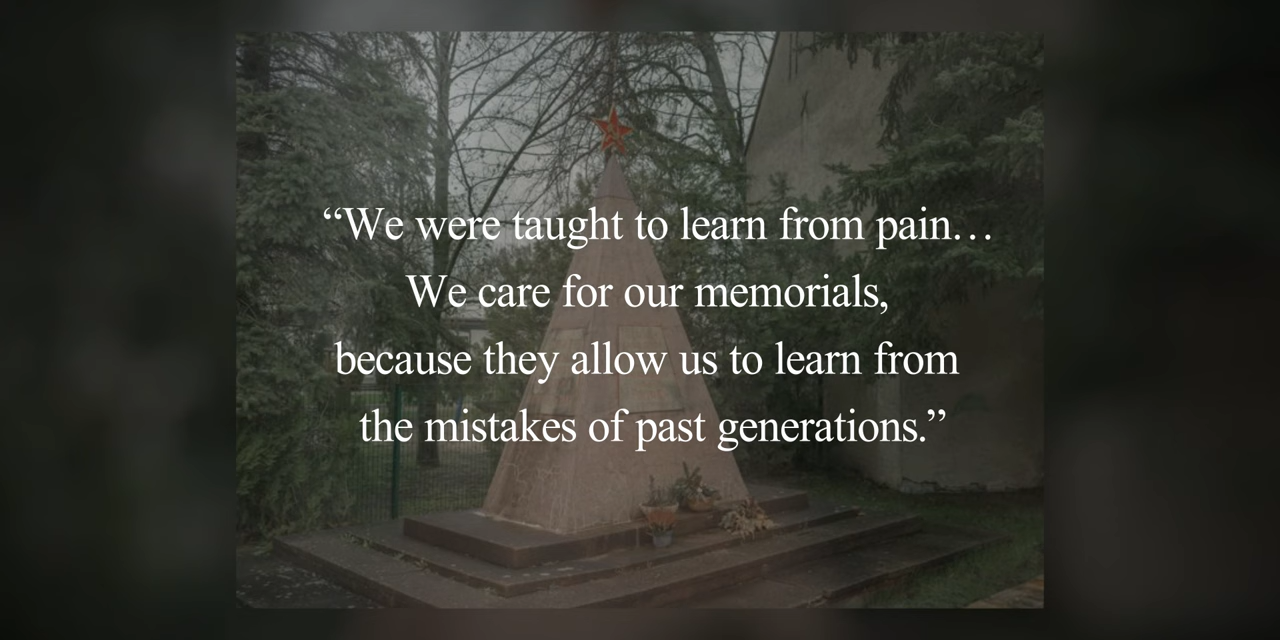 “We were taught to learn from pain…
We care for our memorials,
because they allow us to learn from
the mistakes of past generations.”